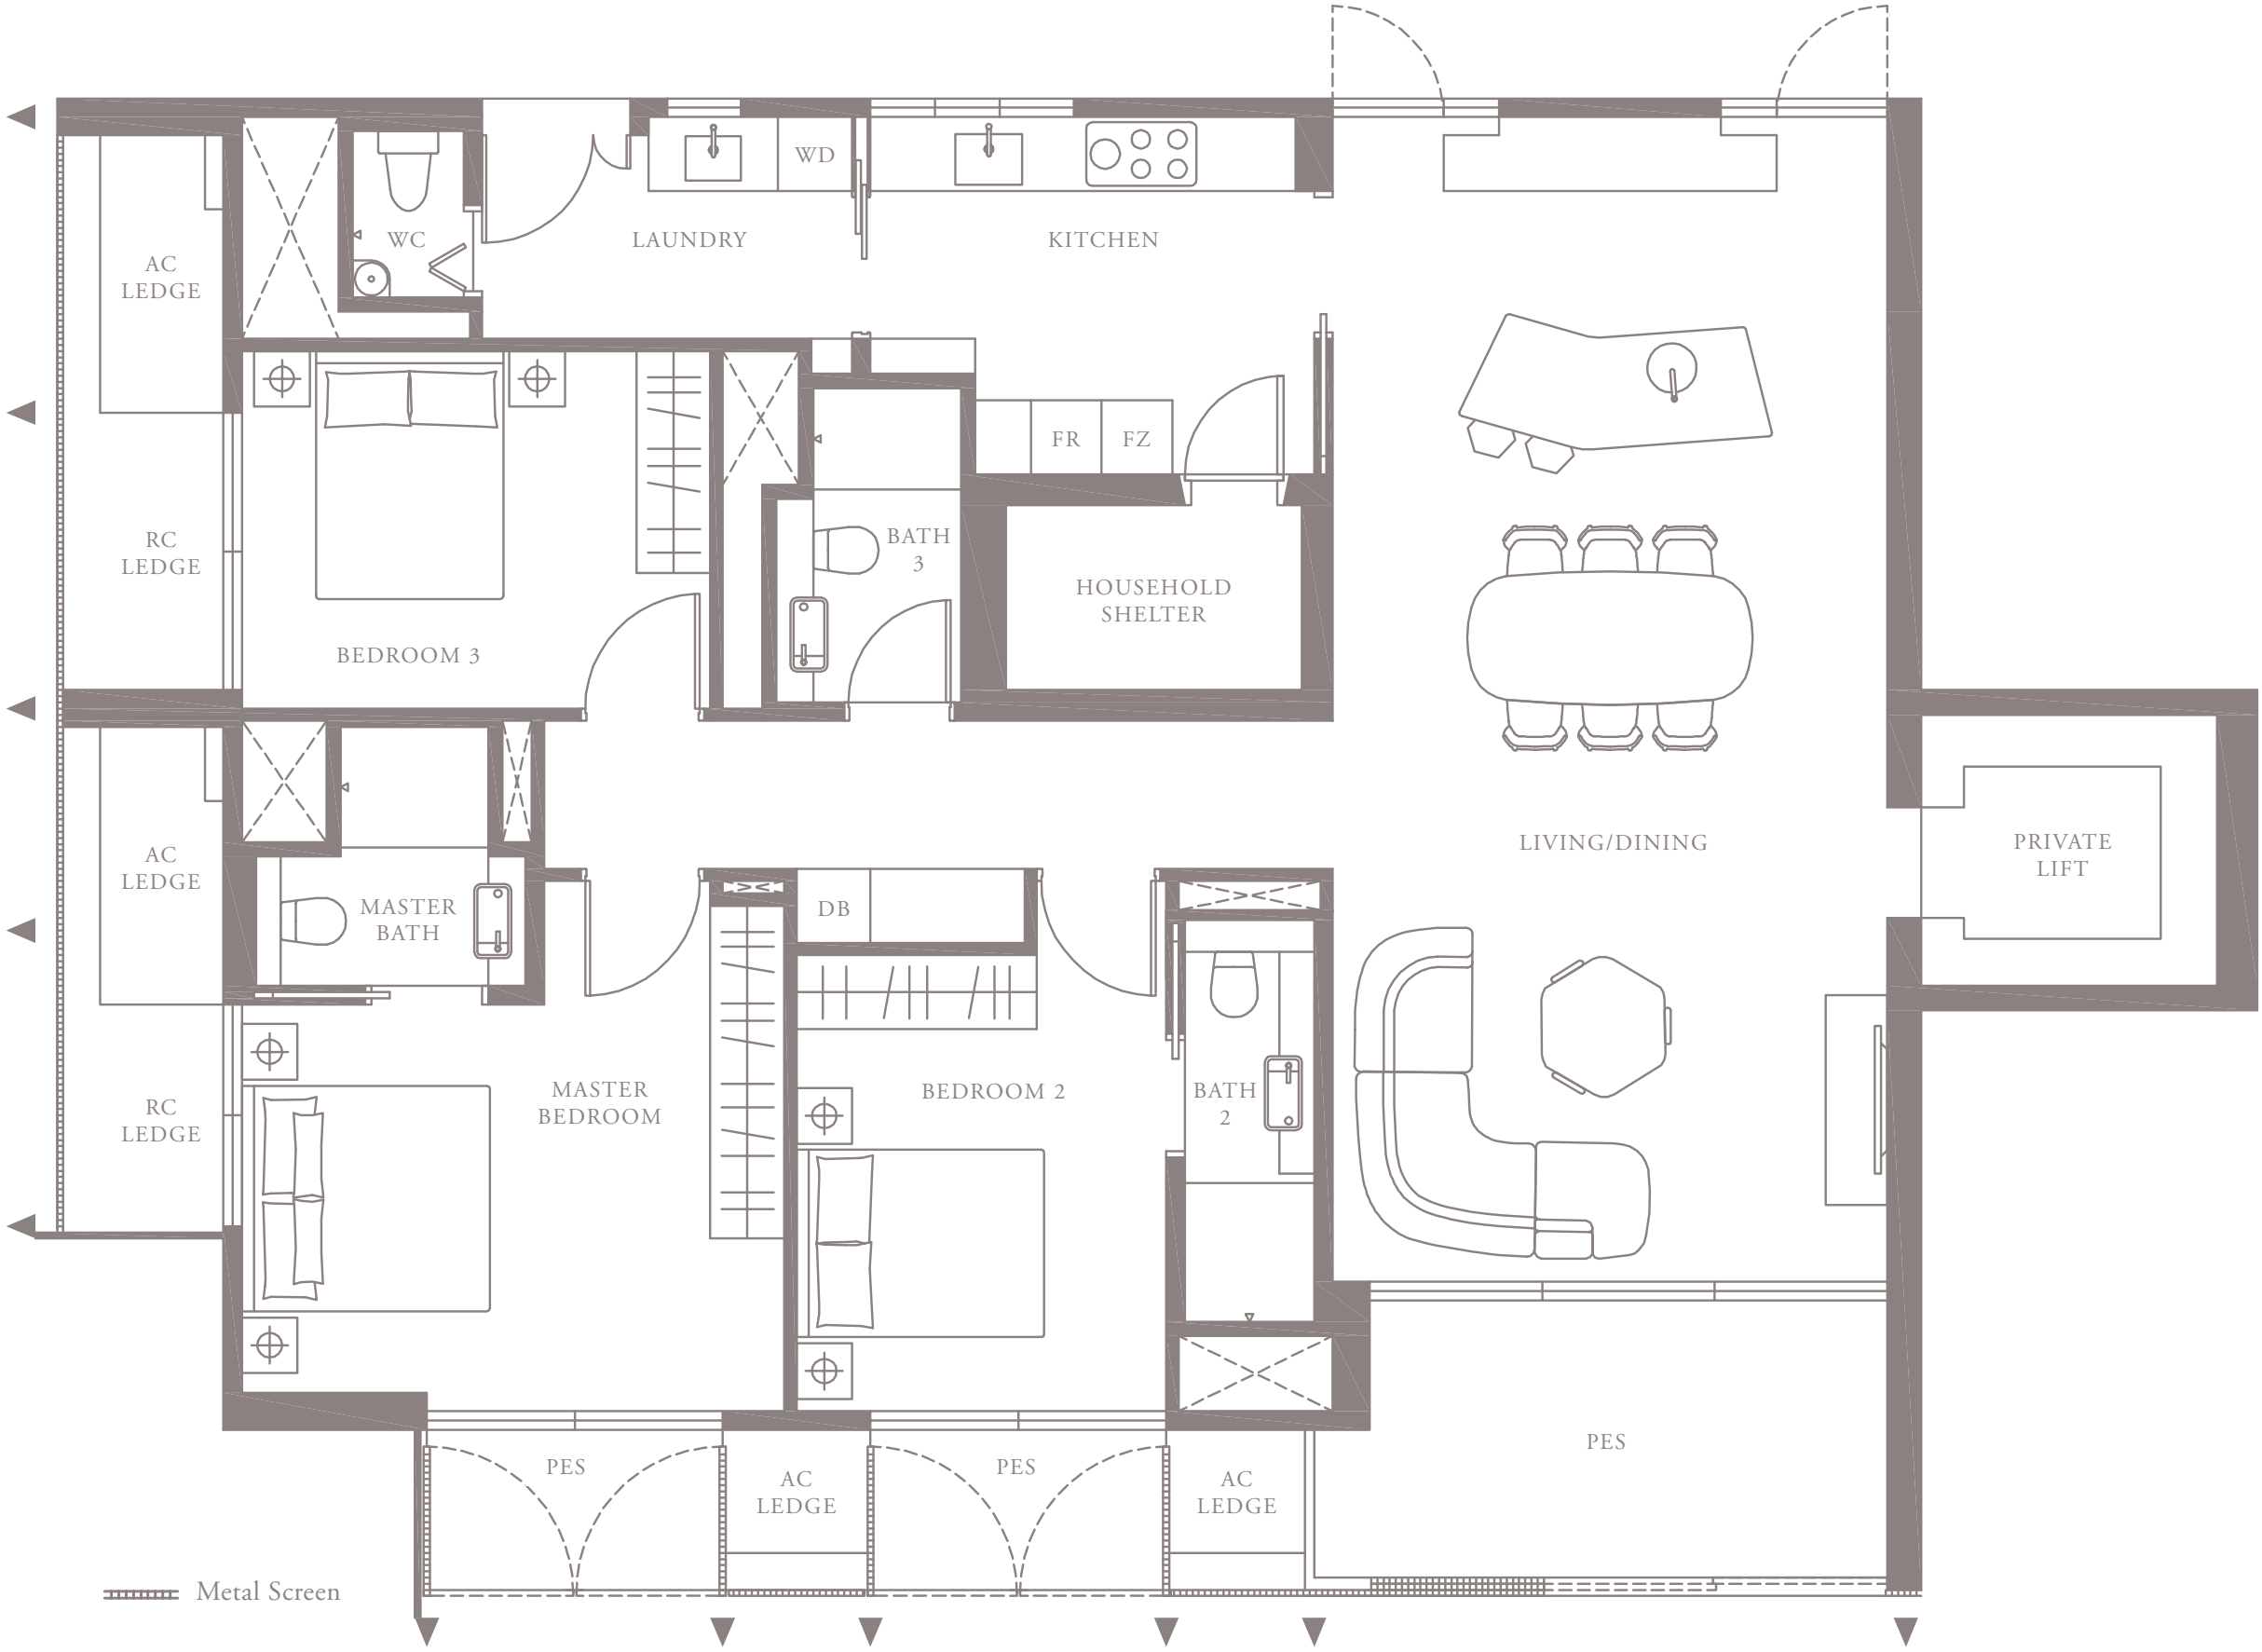 WD
WC
LAUNDRY
KITCHEN
AC
LEDGE
FR
FZ
RC
LEDGE
BATH
3
HOUSEHOLD
SHELTER
BEDROOM 3
LIVING/DINING
PRIVATE
LIFT
AC
LEDGE
MASTER
BATH
DB
RC
LEDGE
MASTER
BEDROOM
BEDROOM 2
BATH
2
PES
PES
PES
AC
LEDGE
AC
LEDGE
Metal Screen